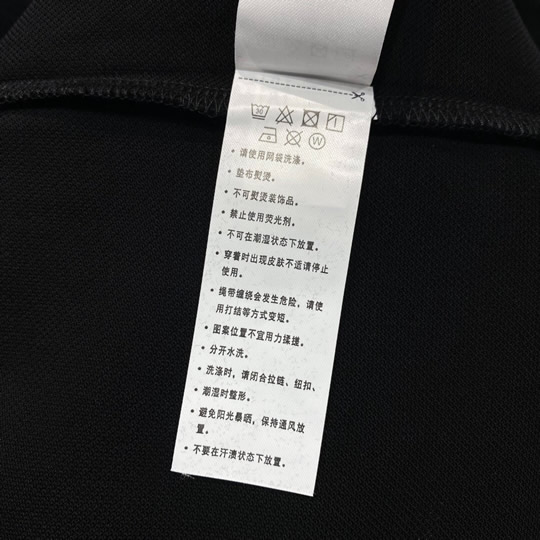 30
W
• 请使用网袋洗涤。
• 垫布熨烫。
• 不可熨烫装饰品。
• 禁止使用荧光剂。
• 不可在潮湿状态下放置。
• 穿着时出现皮肤不适请停止
使用。
• 绳带缠绕会发生危险，请使
用打结等方式变短。
• 图案位置不宜用力揉搓。
• 分开水洗。
• 洗涤时，请闭合拉链、纽扣、
• 潮湿时整形。
• 避免阳光暴晒，保持通风放
置。
• 不要在汗渍状态下放置。